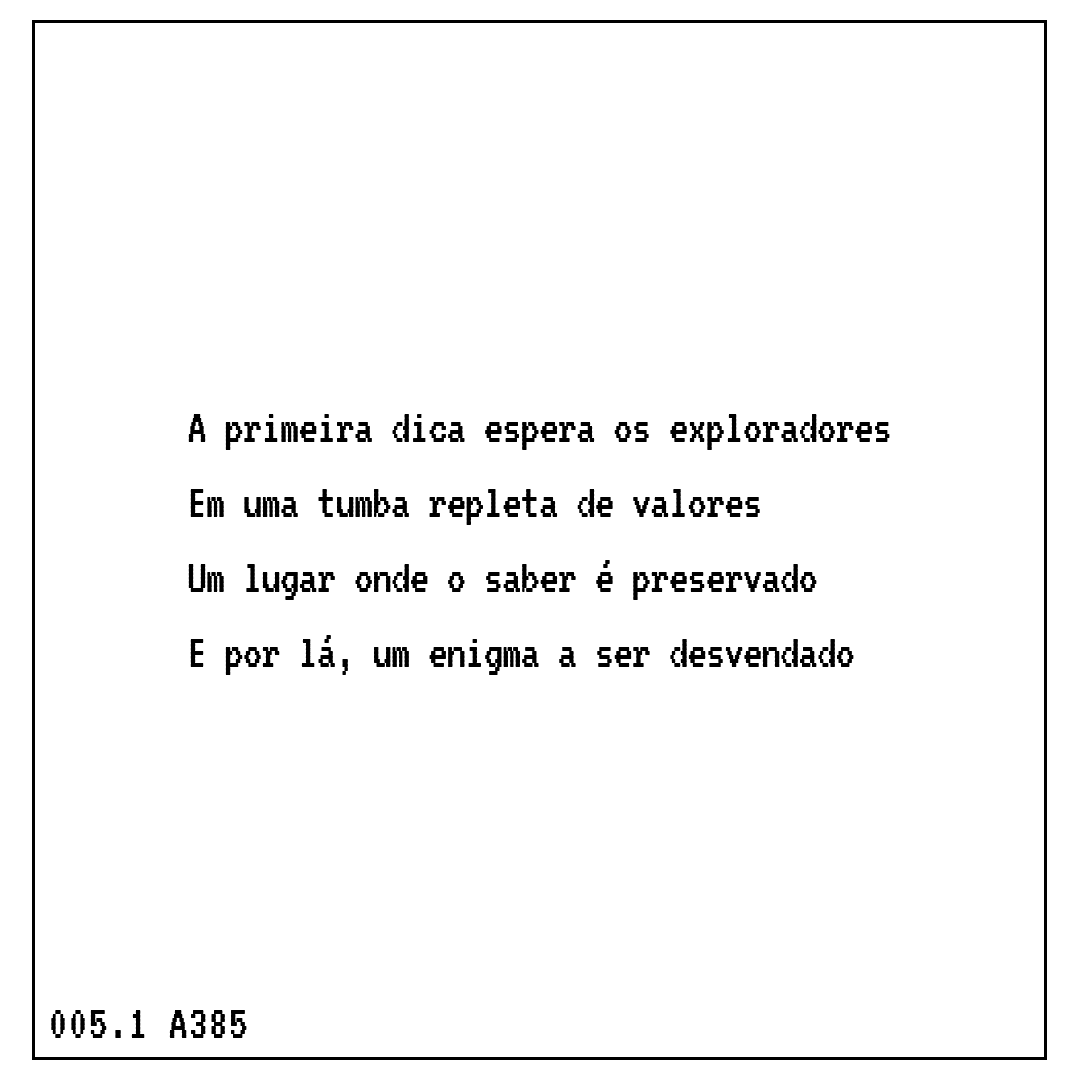 A primeira dica espera os exploradores
Em uma tumba repleta de valores
Um lugar onde o saber é preservado
E por lá, um enigma a ser desvendado
005.1 A385